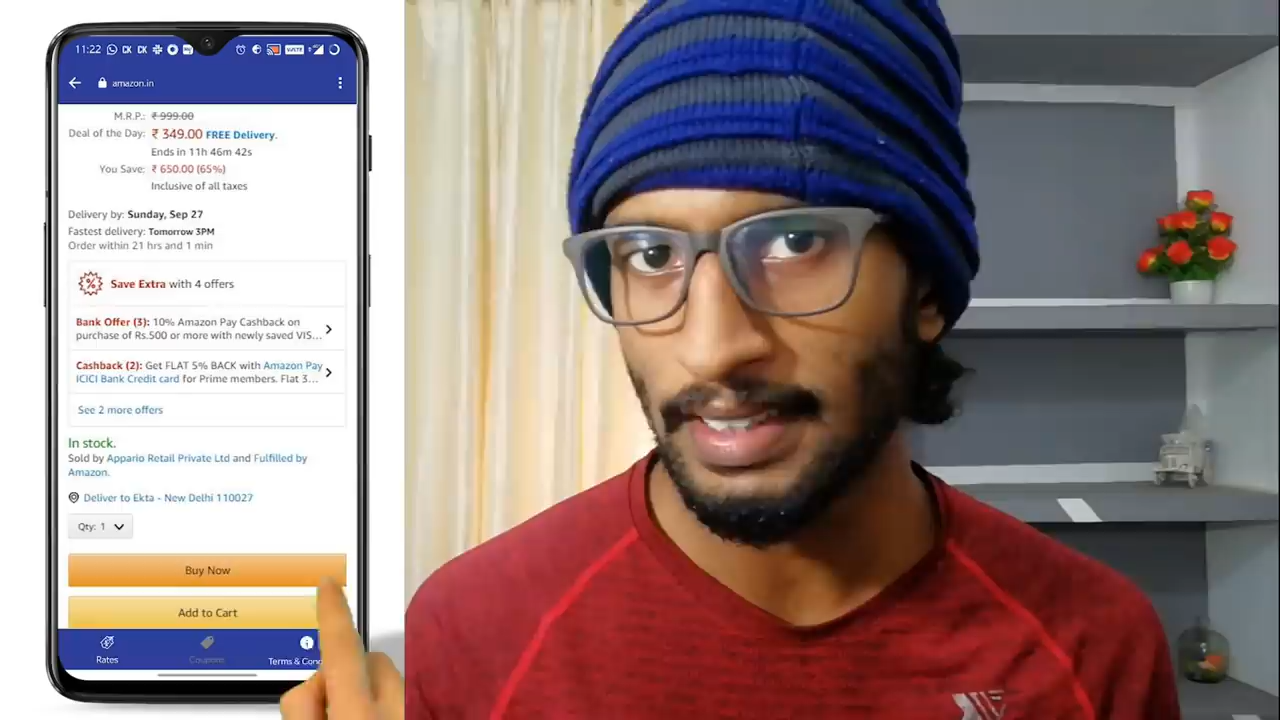 11:22
amazon.in
M.R.P.: ₹ 999.00
Deal of the Day: ₹ 349.00 FREE Delivery.
Ends in 11h 46m 42s
You Save: ₹ 650.00 (65%)
Inclusive of all taxes
Delivery by: Sunday, Sep 27
Fastest delivery: Tomorrow 3PM
Order within 21 hrs and 1 min
Save Extra with 4 offers
Bank Offer (3): 10% Amazon Pay Cashback on
purchase of Rs.500 or more with newly saved VIS...
Cashback (2): Get FLAT 5% BACK with Amazon Pay
ICICI Bank Credit card for Prime members. Flat 3...
See 2 more offers
In stock.
Sold by Appario Retail Private Ltd and Fulfilled by
Amazon.
Deliver to Ekta - New Delhi 110027
Qty: 1
Buy Now
Add to Cart
Rates
Coupons
Terms & Cond